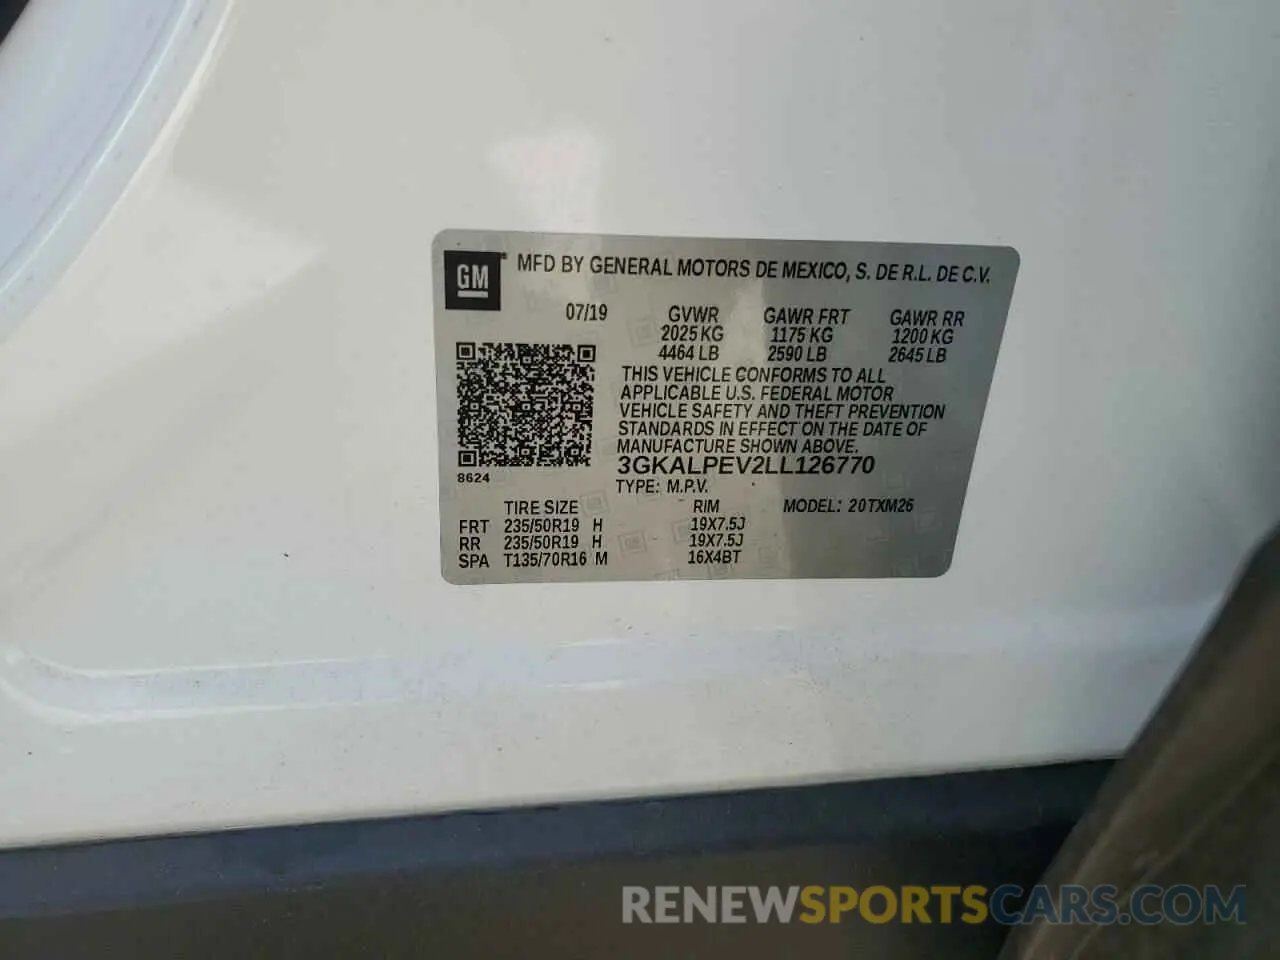 GM® MFD BY GENERAL MOTORS DE MEXICO, S. DE R.L. DE C.V.
07/19 GVWR GAWR FRT GAWR RR
2025 KG 1175 KG 1200 KG
4464 LB 2590 LB 2645 LB
THIS VEHICLE CONFORMS TO ALL
APPLICABLE U.S. FEDERAL MOTOR
VEHICLE SAFETY AND THEFT PREVENTION
STANDARDS IN EFFECT ON THE DATE OF
MANUFACTURE SHOWN ABOVE.
3GKALPEV2LL126770
8624
TYPE: M.P.V.
TIRE SIZE RIM MODEL: 20TXM26
FRT 235/50R19 H 19X7.5J
RR 235/50R19 H 19X7.5J
SPA T135/70R16 M 16X4BT
RENEWSPORTSCARS.COM